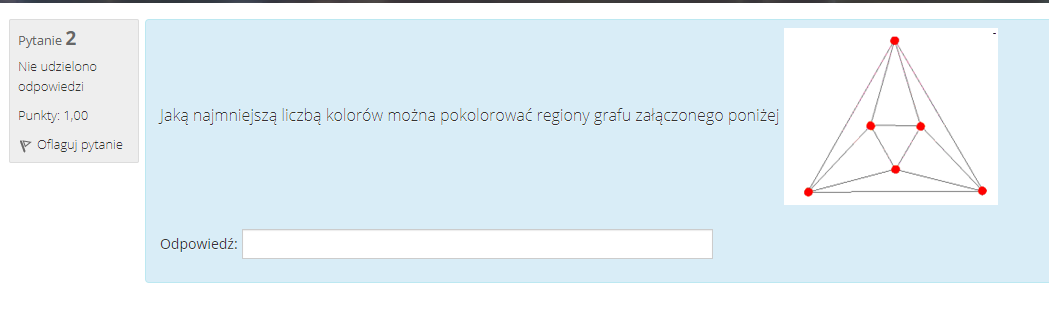 Pytanie 2
Nie udzielono
odpowiedzi
Punkty: 1,00
Oflaguj pytanie
Jaką najmniejszą liczbą kolorów można pokolorować regiony grafu załączonego poniżej
Odpowiedź: